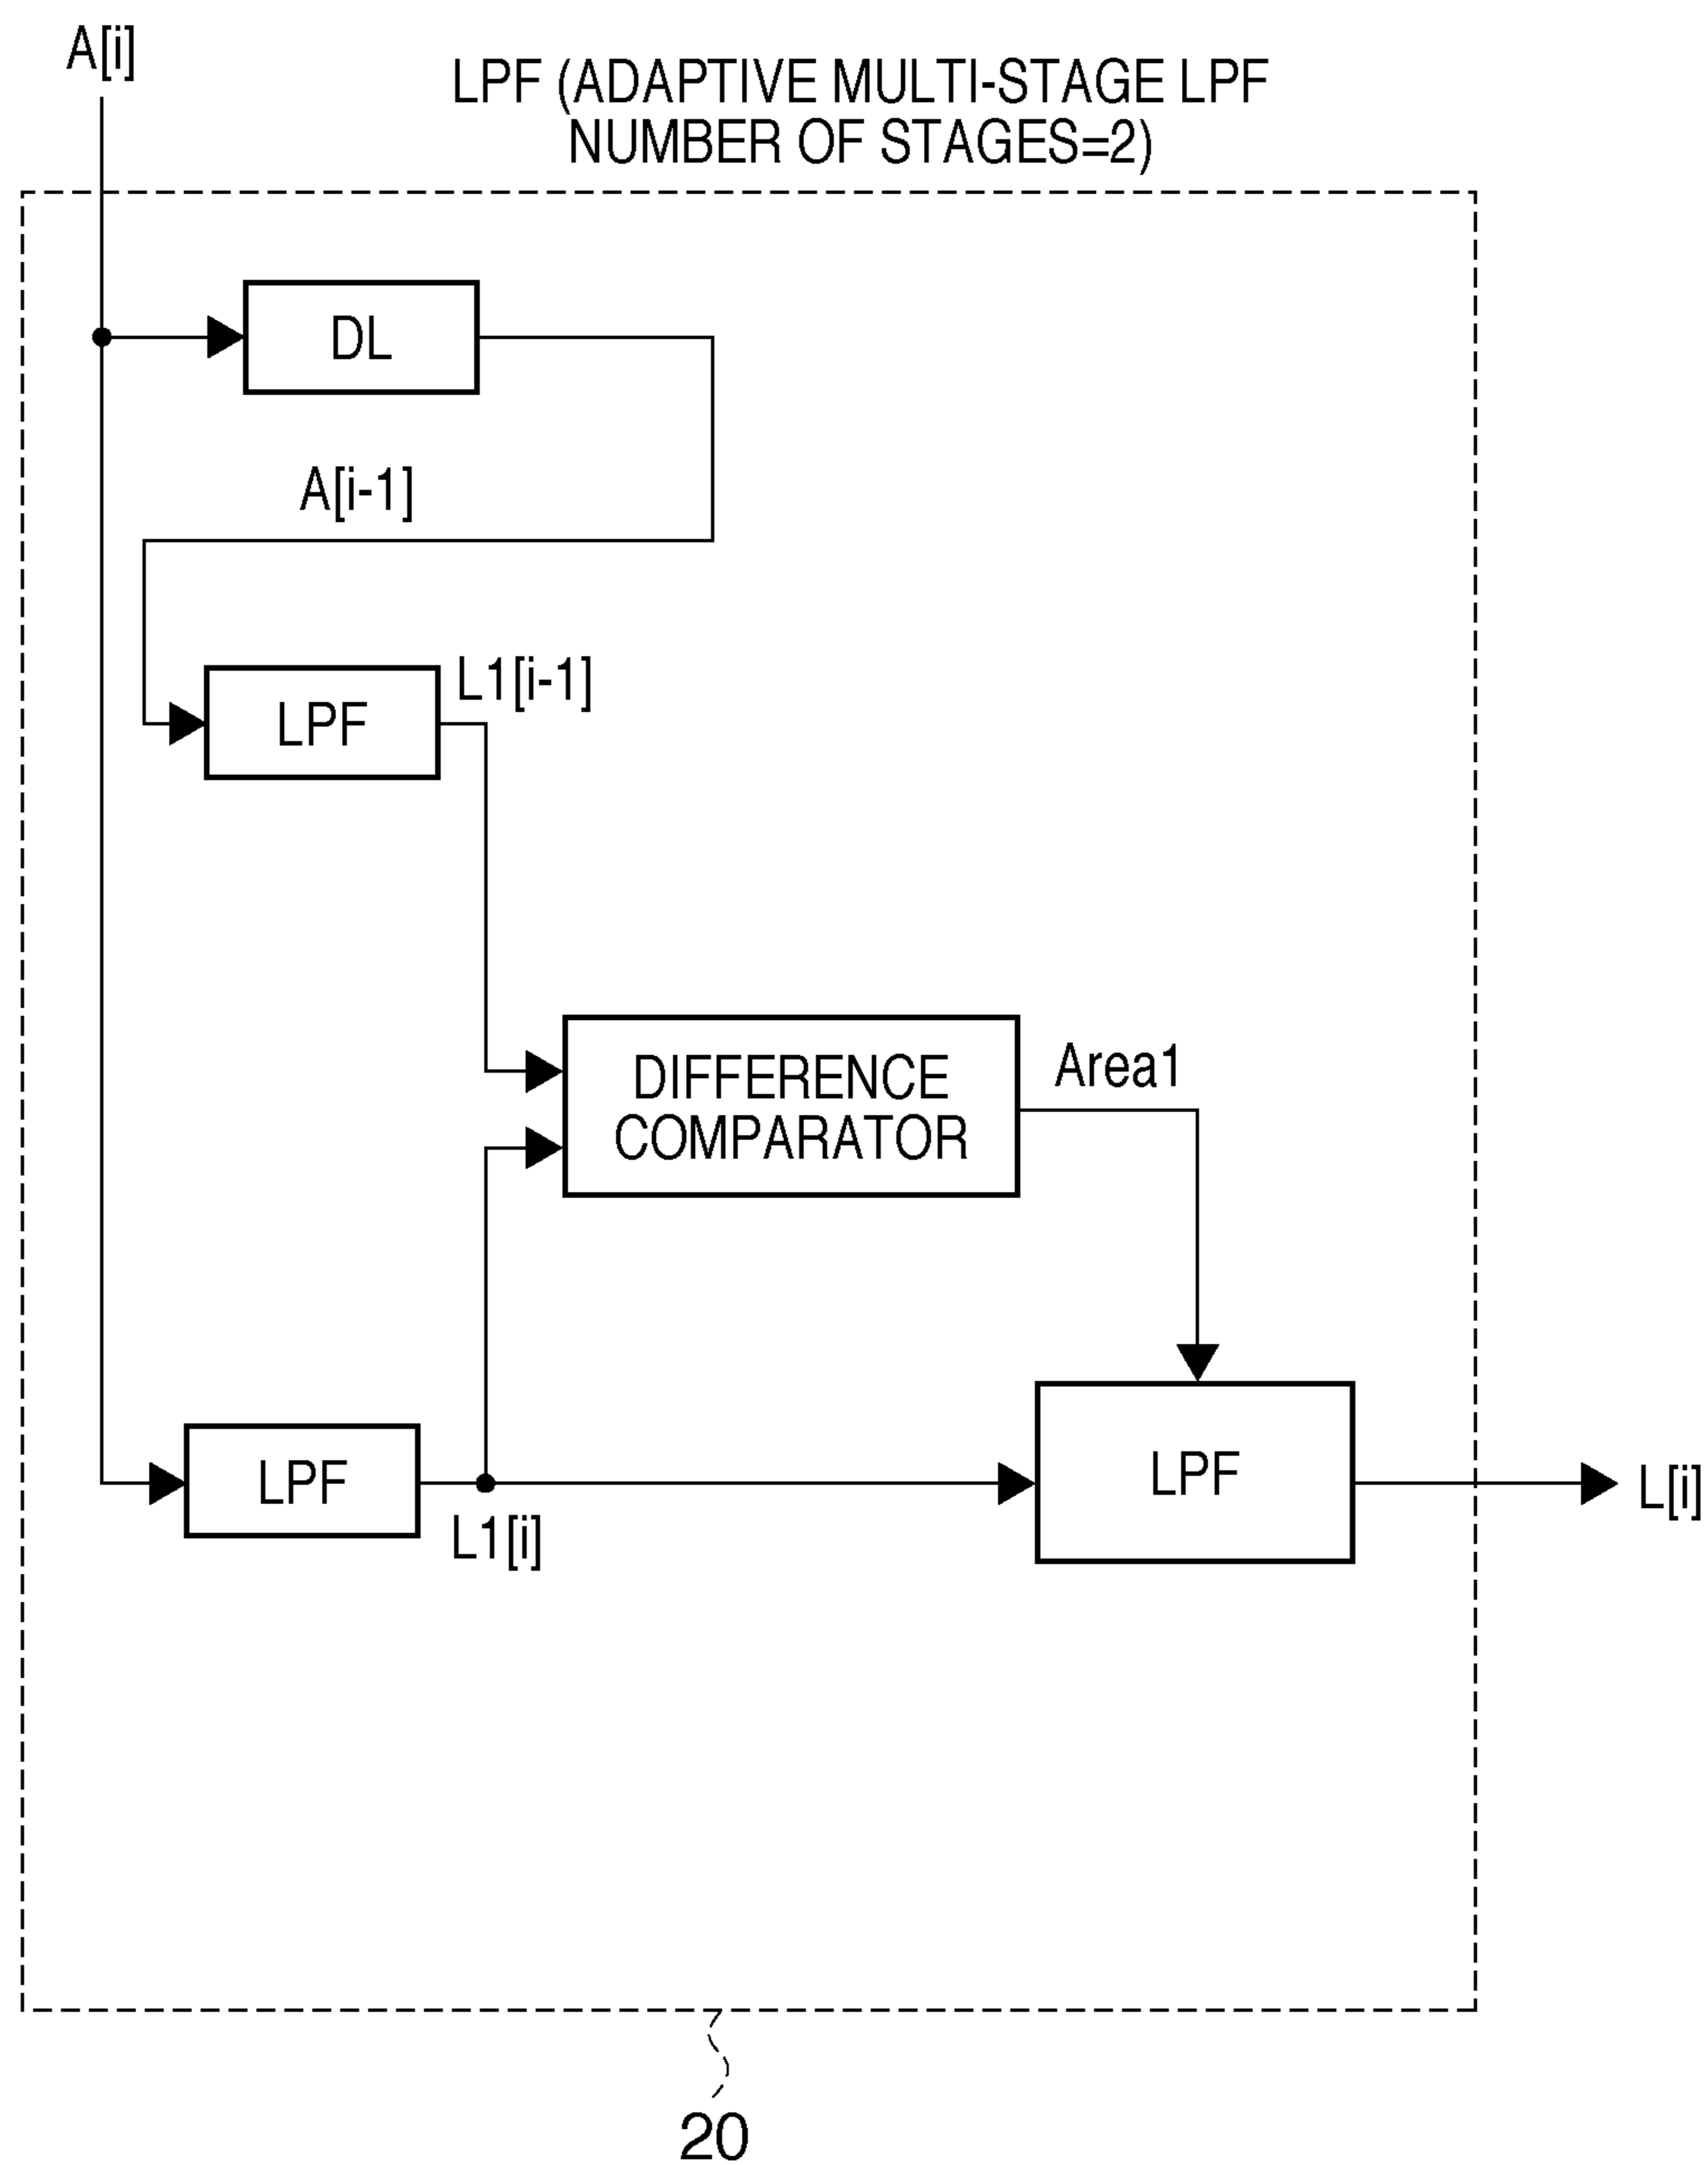 A[i]
LPF (ADAPTIVE MULTI-STAGE LPF
NUMBER OF STAGES=2)
DL
A[i-1]
L1[i-1]
LPF
DIFFERENCE
COMPARATOR
Area1
LPF
L1[i]
LPF
L[i]
20